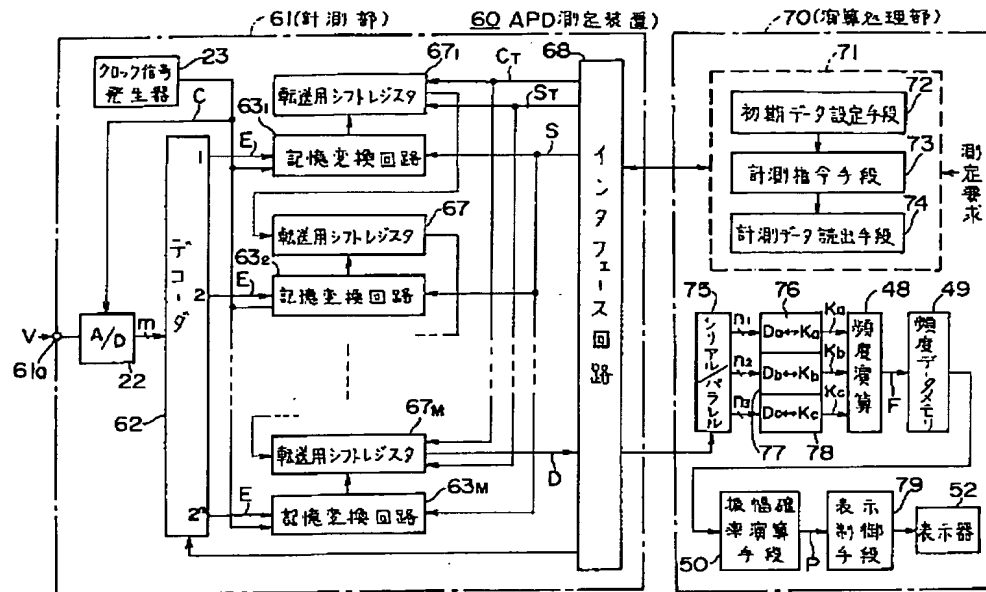 61(計測部)
60 APD測定装置)
70(演算処理部)
クロック信号
発生器
23
C
V
61a
A/D
22
m
デコーダ
62
1
2
2^m
E
E
E
67₁
転送用シフトレジスタ
63₁
記憶変換回路
67
転送用シフトレジスタ
63₂
記憶変換回路
67M
転送用シフトレジスタ
63M
記憶変換回路
68
CT
ST
S
D
インタフェース回路
71
72
初期データ設定手段
73
計測指令手段
74
計測データ読出手段
測定要求
75
シリアル/パラレル
n1
n2
n3
76
Da↔Ka
Db↔Kb
Dc↔Kc
77
78
Ka
Kb
Kc
48
頻度演算
F
49
頻度データメモリ
振幅確
率演算
手段
50
P
79
表示
制御
手段
52
表示器